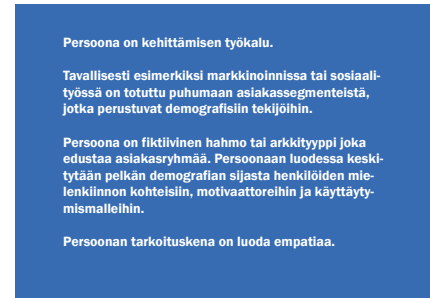 Persoona on kehittämisen työkalu.
Tavallisesti esimerkiksi markkinoinnissa tai sosiaali-
työssä on totuttu puhumaan asiakassegmenteistä,
jotka perustuvat demografisiin tekijöihin.
Persoona on fiktiivinen hahmo tai arkkityyppi joka
edustaa asiakasryhmää. Persoonaan luodessa keski-
tytään pelkän demografian sijasta henkilöiden mie-
lenkiinnon kohteisiin, motivaattoreihin ja käyttäyty-
mismalleihin.
Persoonan tarkoituskena on luoda empatiaa.